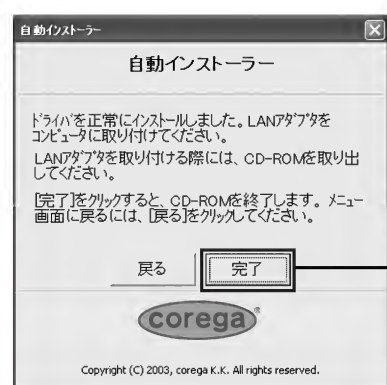 自動インストーラー
自動インストーラー
ドライバを正常にインストールしました。LANアダプタを
コンピュータに取り付けてください。
LANアダプタを取り付ける際には、CD-ROMを取り出
してください。
[完了]をクリックすると、CD-ROMを終了します。メニュー
画面に戻るには、[戻る]をクリックしてください。
戻る 完了
corega
Copyright (C) 2003, corega K.K. All rights reserved.